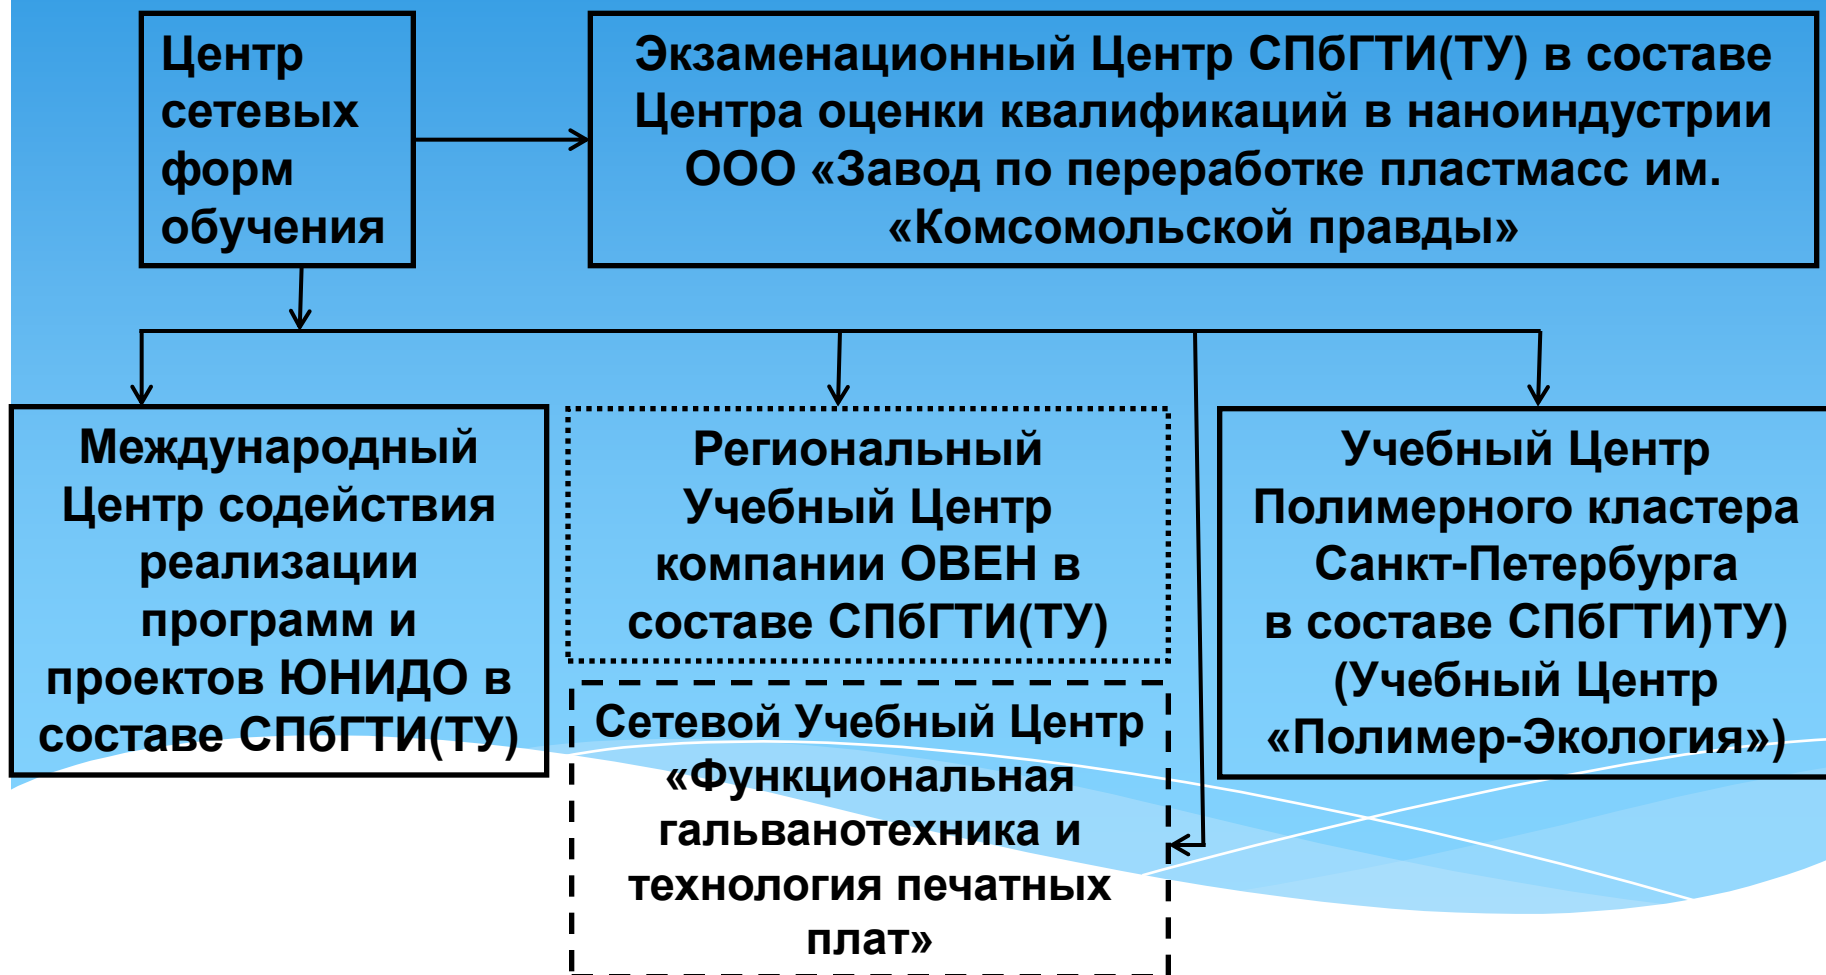 Центр
сетевых
форм
обучения
Экзаменационный Центр СПбГТИ(ТУ) в составе
Центра оценки квалификаций в наноиндустрии
ООО «Завод по переработке пластмасс им.
«Комсомольской правды»
Международный
Центр содействия
реализации
программ и
проектов ЮНИДО в
составе СПбГТИ(ТУ)
Региональный
Учебный Центр
компании ОВЕН в
составе СПбГТИ(ТУ)
Сетевой Учебный Центр
«Функциональная
гальванотехника и
технология печатных
плат»
Учебный Центр
Полимерного кластера
Санкт-Петербурга
в составе СПбГТИ)ТУ)
(Учебный Центр
«Полимер-Экология»)